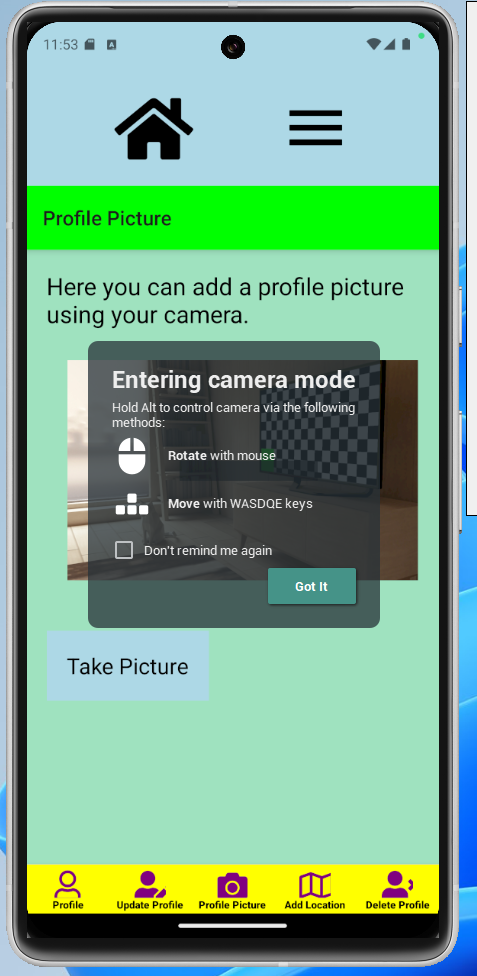 11:53
Profile Picture
Here you can add a profile picture
using your camera.
Entering camera mode
Hold Alt to control camera via the following
methods:
Rotate with mouse
Move with WASDQE keys
Don't remind me again
Got It
Take Picture
Profile
Update Profile
Profile Picture
Add Location
Delete Profile